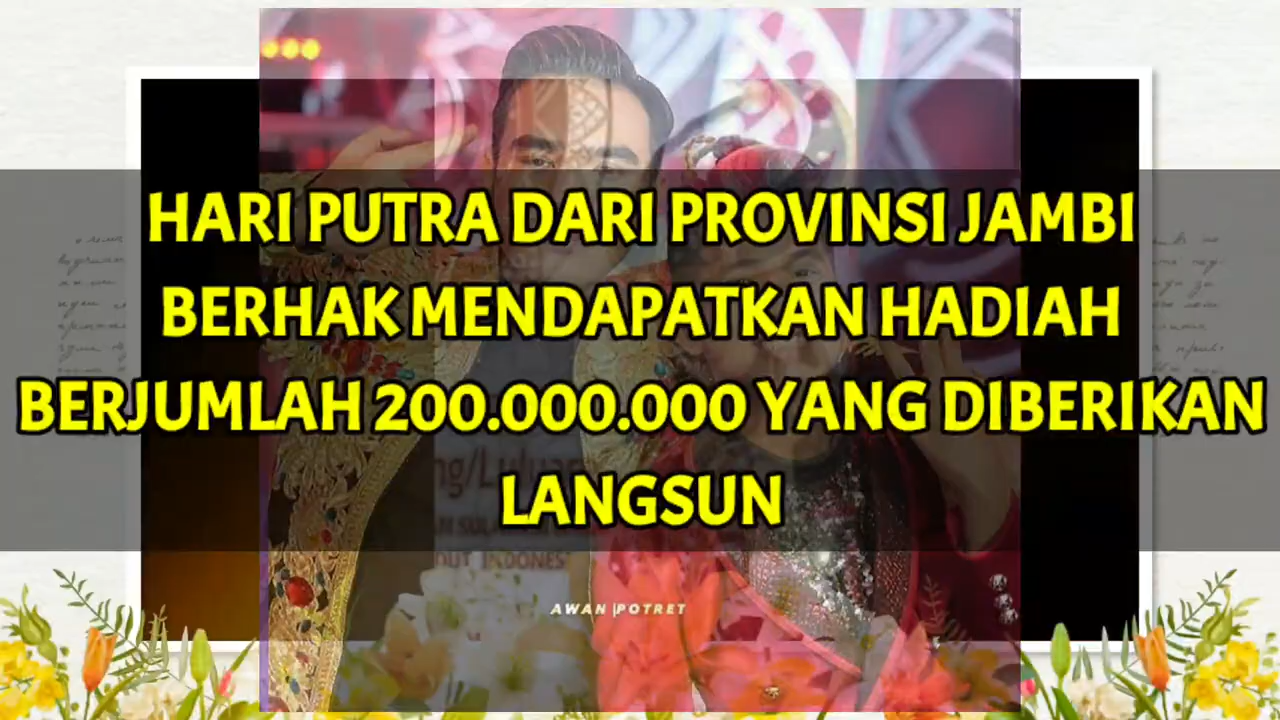 HARI PUTRA DARI PROVINSI JAMBI
BERHAK MENDAPATKAN HADIAH
BERJUMLAH 200.000.000 YANG DIBERIKAN
LANGSUN
AWAN POTRET